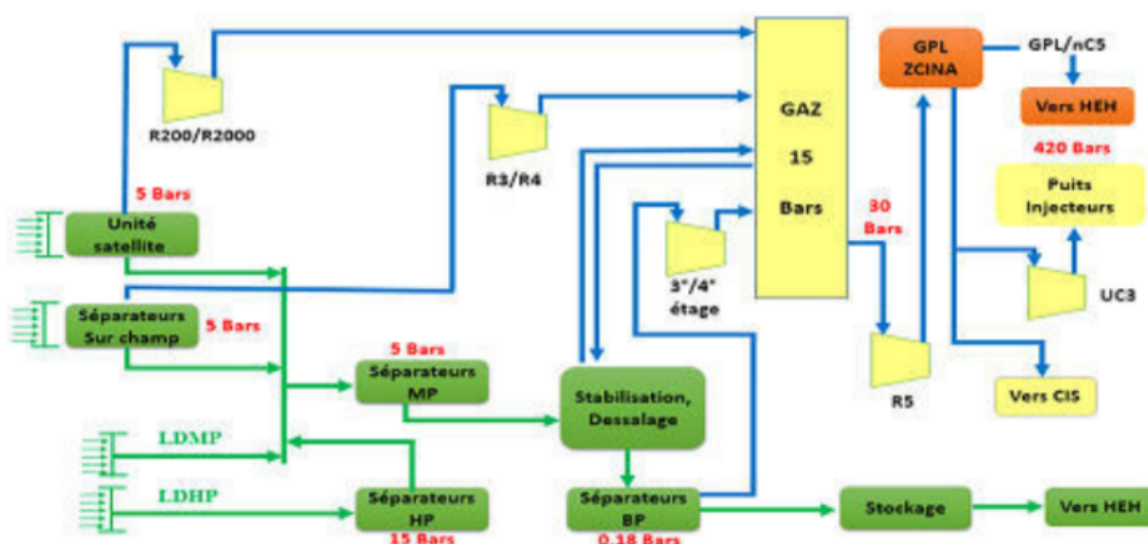 GPL
ZCINA
GPL/nC5
Vers HEH
420 Bars
GAZ
15
Bars
R200/R2000
R3/R4
Puits
Injecteurs
5 Bars
30
Bars
Unité
satellite
3°/4°
étage
UC3
Séparateurs
Sur champ
5 Bars
5 Bars
Séparateurs
MP
Stabilisation,
Dessalage
R5
Vers CIS
LDMP
LDHP
Séparateurs
HP
15 Bars
Séparateurs
BP
0.18 Bars
Stockage
Vers HEH